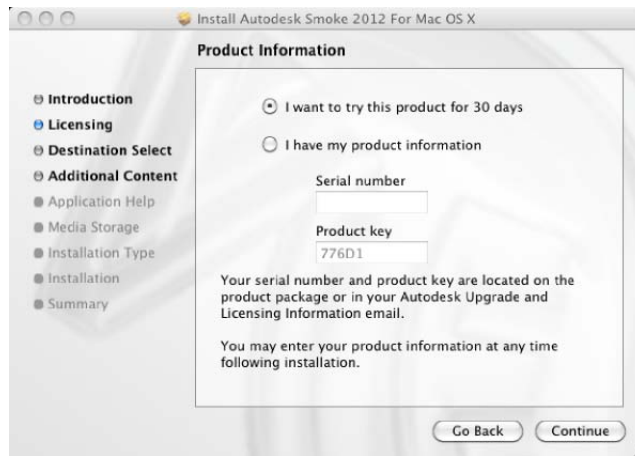 Install Autodesk Smoke 2012 For Mac OS X
Product Information
Introduction
Licensing
Destination Select
Additional Content
Application Help
Media Storage
Installation Type
Installation
Summary
I want to try this product for 30 days
I have my product information
Serial number
Product key
776D1
Your serial number and product key are located on the
product package or in your Autodesk Upgrade and
Licensing Information email.
You may enter your product information at any time
following installation.
Go Back
Continue